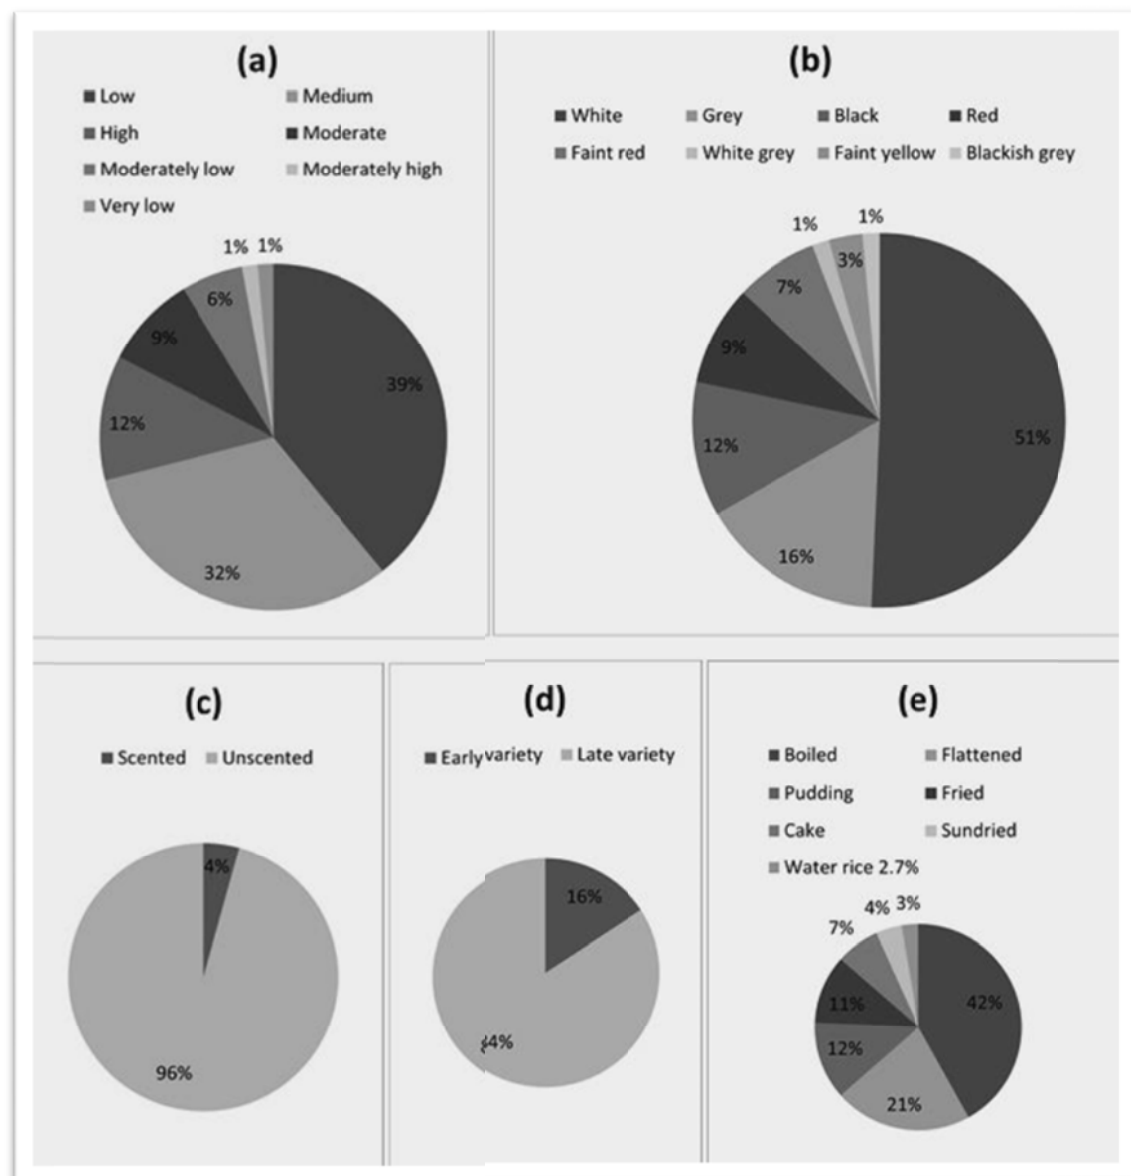 (a)
Low Medium
High Moderate
Moderately low Moderately high
Very low
1% 1%
6%
9%
39%
12%
32%
(b)
White Grey Black Red
Faint red White grey Faint yellow Blackish grey
1% 1%
3%
7%
9%
12%
51%
16%
(c)
Scented Unscented
4%
96%
(d)
Early variety Late variety
16%
4%
(e)
Boiled Flattened
Pudding Fried
Cake Sundried
Water rice 2.7%
4% 3%
7%
11% 42%
12%
21%